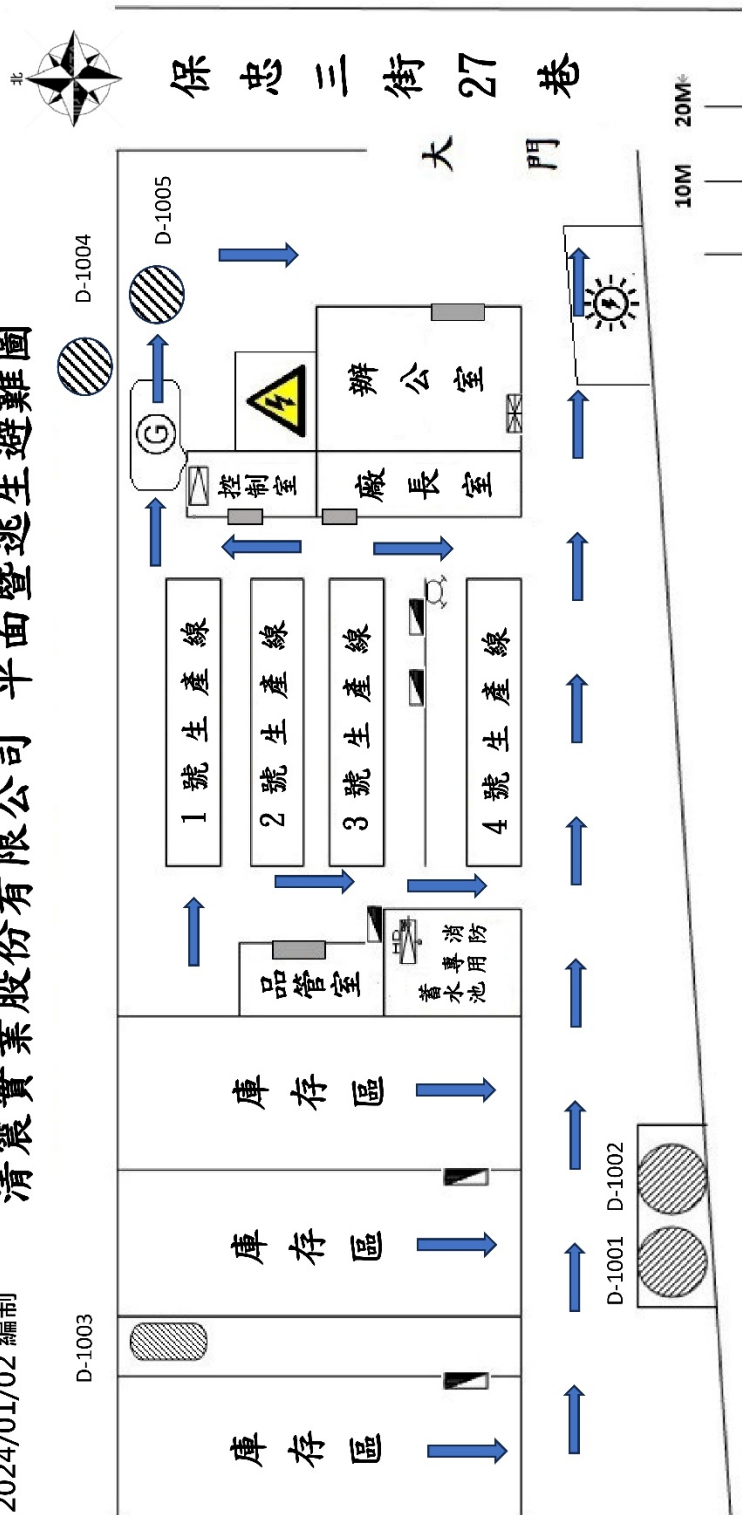 2024/01/02 編制
清震實業股份有限公司 平面暨逃生避難圖
北
保忠三街27巷
大門
D-1004
D-1005
G
控制室
辦公室
廠長室
1號生產線
2號生產線
3號生產線
4號生產線
品管室
消防
專用
蓄水池
庫存區
庫存區
庫存區
D-1003
D-1001
D-1002
10M
20M